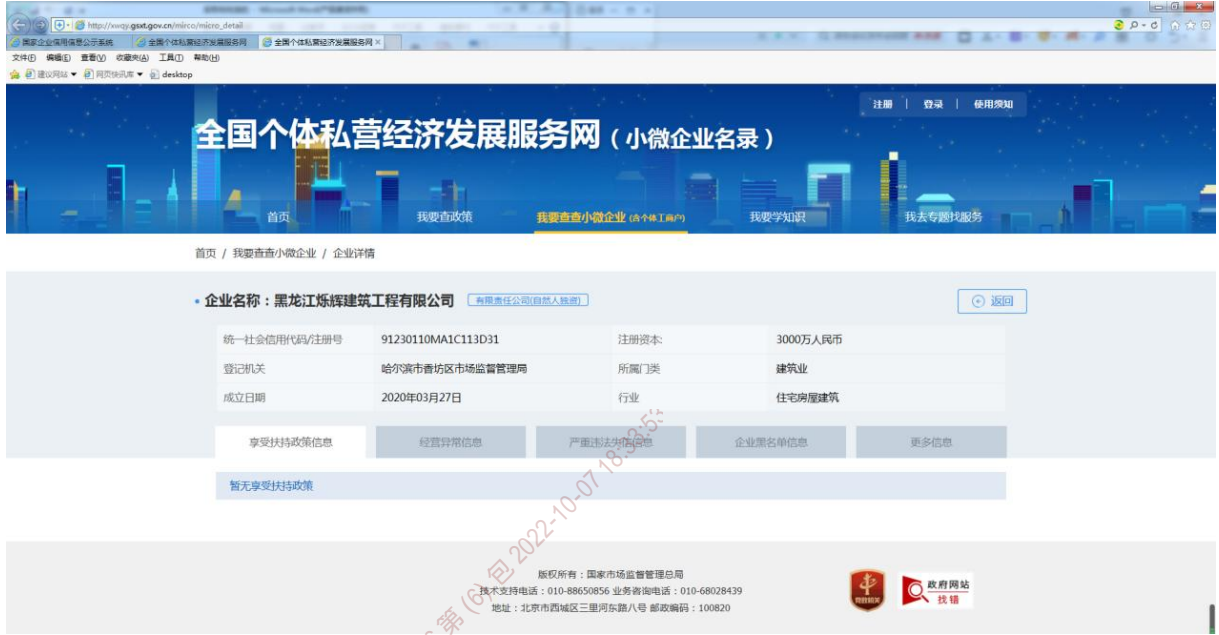 http://xwqy.gsxt.gov.cn/mirco/micro_detail
国家企业信用信息公示系统 全国个体私营经济发展服务网 全国个体私营经济发展服务网 ×
文件(F) 编辑(E) 查看(V) 收藏夹(A) 工具(T) 帮助(H)
建议网站 ▼ 网页快讯库 ▼ desktop
注册 | 登录 | 使用须知
全国个体私营经济发展服务网（小微企业名录）
首页 我要查政策 我要查查小微企业 (含个体工商户) 我要学知识 我去专题找服务
首页 / 我要查查小微企业 / 企业详情
企业名称：黑龙江烁辉建筑工程有限公司 有限责任公司(自然人独资) 返回
统一社会信用代码/注册号 91230110MA1C113D31 注册资本: 3000万人民币
登记机关 哈尔滨市香坊区市场监督管理局 所属门类 建筑业
成立日期 2020年03月27日 行业 住宅房屋建筑
享受扶持政策信息 经营异常信息 严重违法失信信息 企业黑名单信息 更多信息
暂无享受扶持政策
第(6)包 2022-10-07 18:33:53
版权所有：国家市场监督管理总局
技术支持电话：010-88650856 业务咨询电话：010-68028439
地址：北京市西城区三里河东路八号 邮政编码：100820
党政机关
政府网站
找错